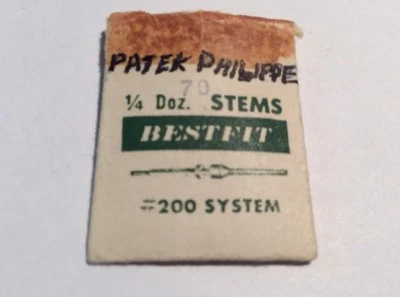 PATEK PHILIPPE
70
1/4 Doz. STEMS
BESTFIT
#200 SYSTEM